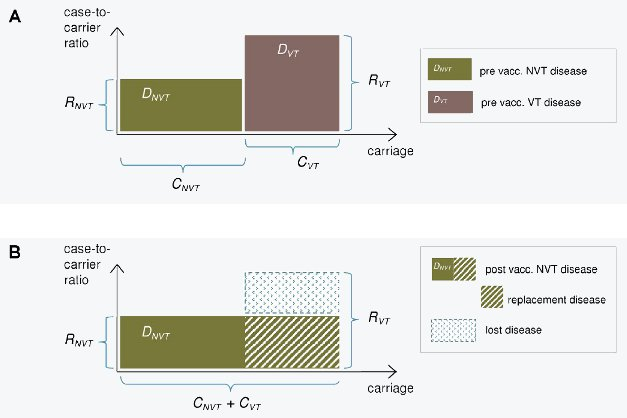 A
case-to-
carrier
ratio
D_VT
D_NVT
R_NVT
R_VT
carriage
C_NVT
C_VT
D_NVT pre vacc. NVT disease
D_VT pre vacc. VT disease
B
case-to-
carrier
ratio
D_NVT
R_NVT
R_VT
carriage
C_NVT + C_VT
D_NVT post vacc. NVT disease
replacement disease
lost disease